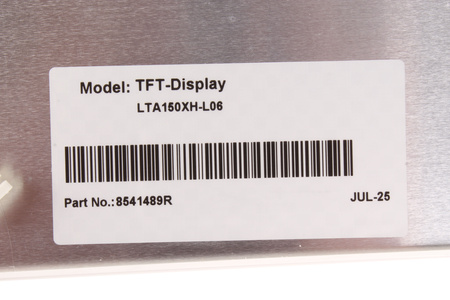 Model: TFT-Display
LTA150XH-L06
Part No.:8541489R JUL-25